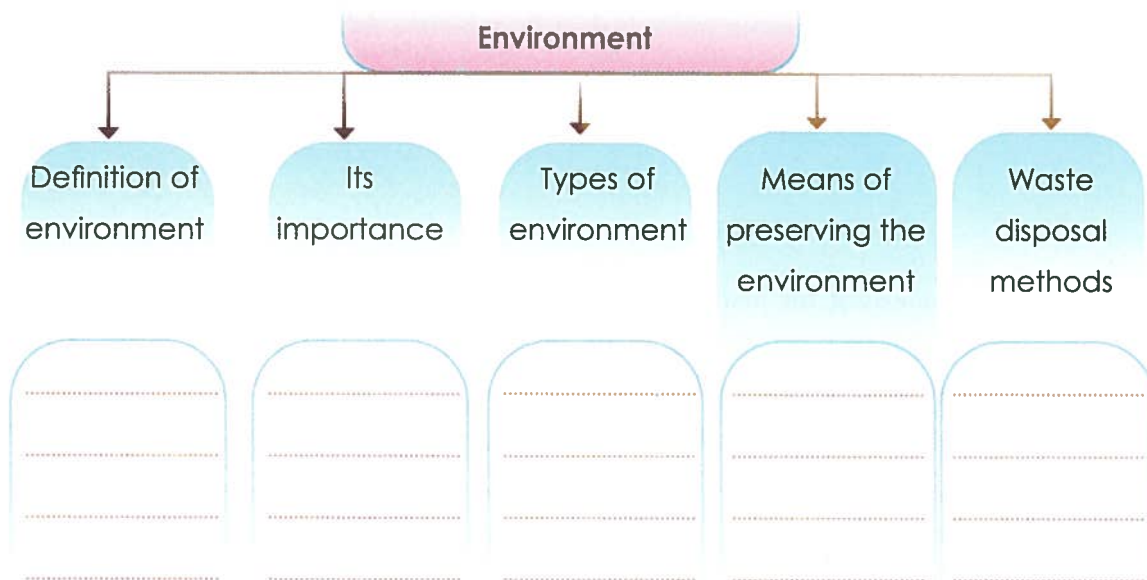 Environment
Definition of
environment
Its
importance
Types of
environment
Means of
preserving the
environment
Waste
disposal
methods